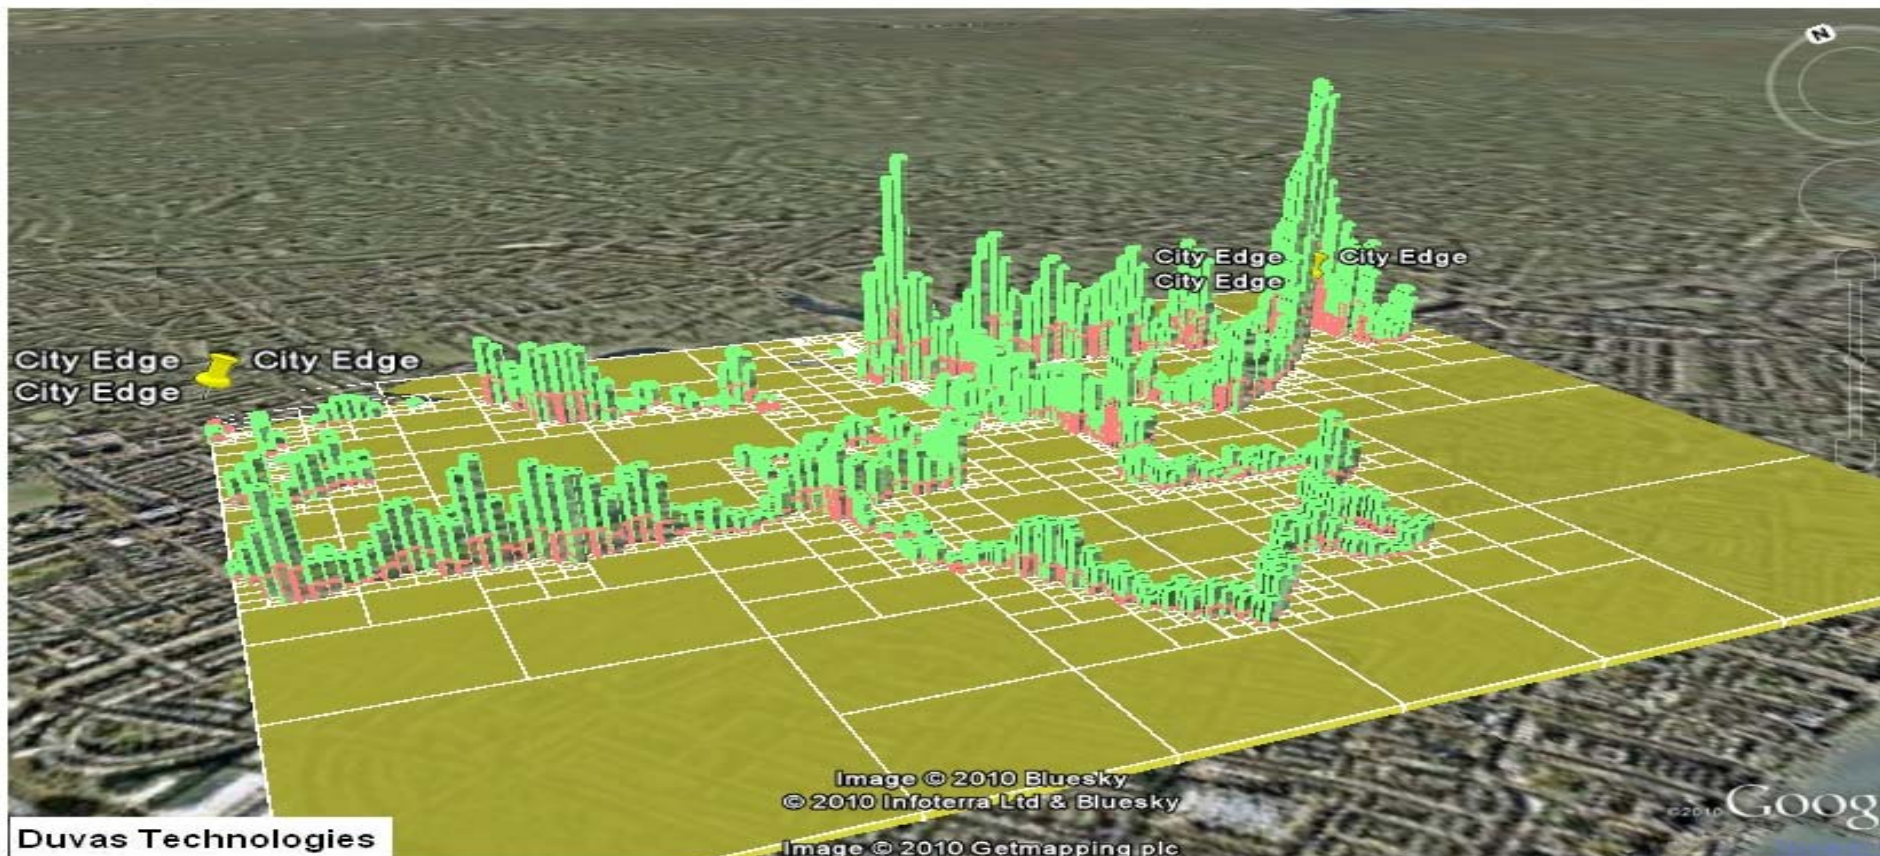 N
City Edge City Edge
City Edge
City Edge City Edge
City Edge
Image © 2010 Bluesky
© 2010 Infoterra Ltd & Bluesky
©2010 Goog
Duvas Technologies
Image © 2010 Getmapping plc